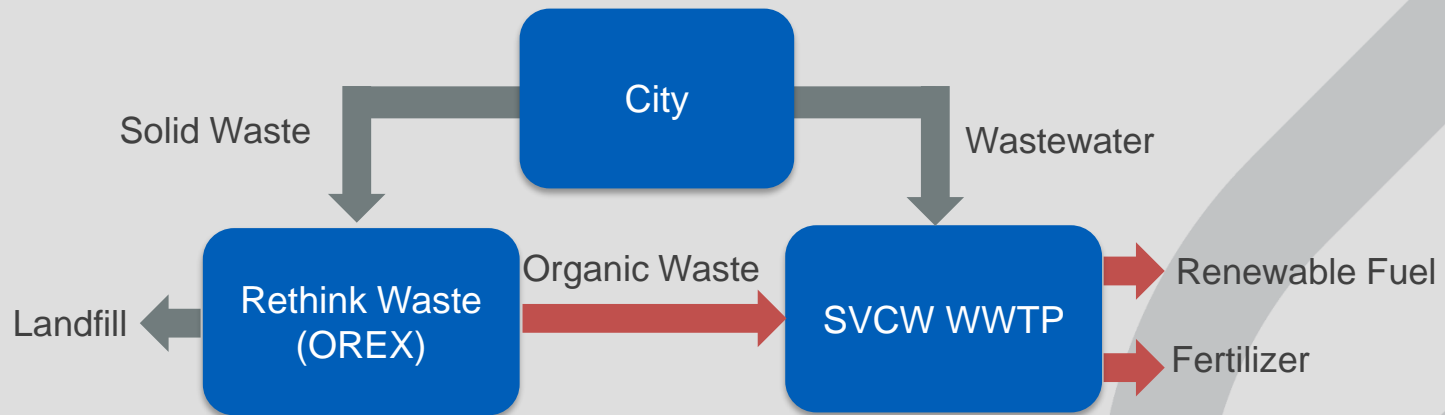 City
Solid Waste
Wastewater
Organic Waste
Rethink Waste
(OREX)
SVCW WWTP
Renewable Fuel
Landfill
Fertilizer